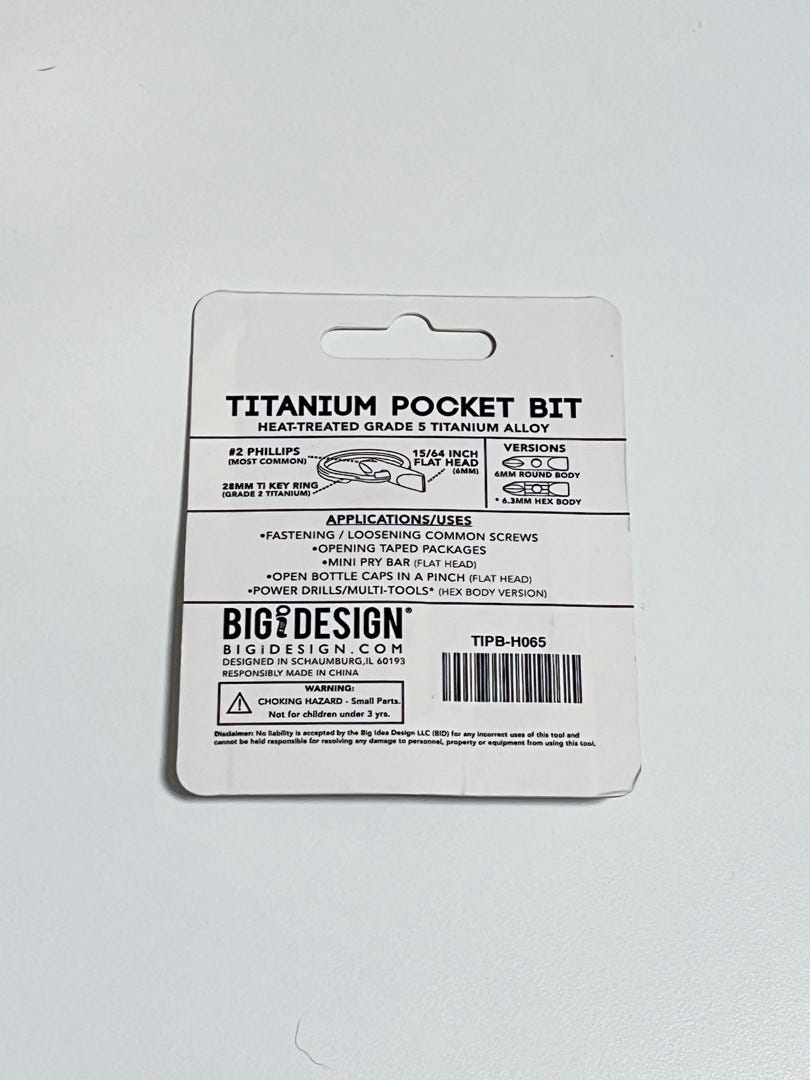 TITANIUM POCKET BIT
HEAT-TREATED GRADE 5 TITANIUM ALLOY
#2 PHILLIPS
(MOST COMMON)
28MM Ti KEY RING
(GRADE 2 TITANIUM)
15/64 INCH
FLAT HEAD
(6MM)
VERSIONS
6MM ROUND BODY
* 6.3MM HEX BODY
APPLICATIONS/USES
•FASTENING / LOOSENING COMMON SCREWS
•OPENING TAPED PACKAGES
•MINI PRY BAR (FLAT HEAD)
•OPEN BOTTLE CAPS IN A PINCH (FLAT HEAD)
•POWER DRILLS/MULTI-TOOLS* (HEX BODY VERSION)
BIGiDESIGN®
BIGiDESIGN.COM
DESIGNED IN SCHAUMBURG,IL 60193
RESPONSIBLY MADE IN CHINA
TIPB-H065
WARNING:
CHOKING HAZARD - Small Parts.
Not for children under 3 yrs.
Disclaimer: No liability is accepted by the Big Idea Design LLC (BID) for any incorrect uses of this tool and
cannot be held responsible for resolving any damage to personnel, property or equipment from using this tool.